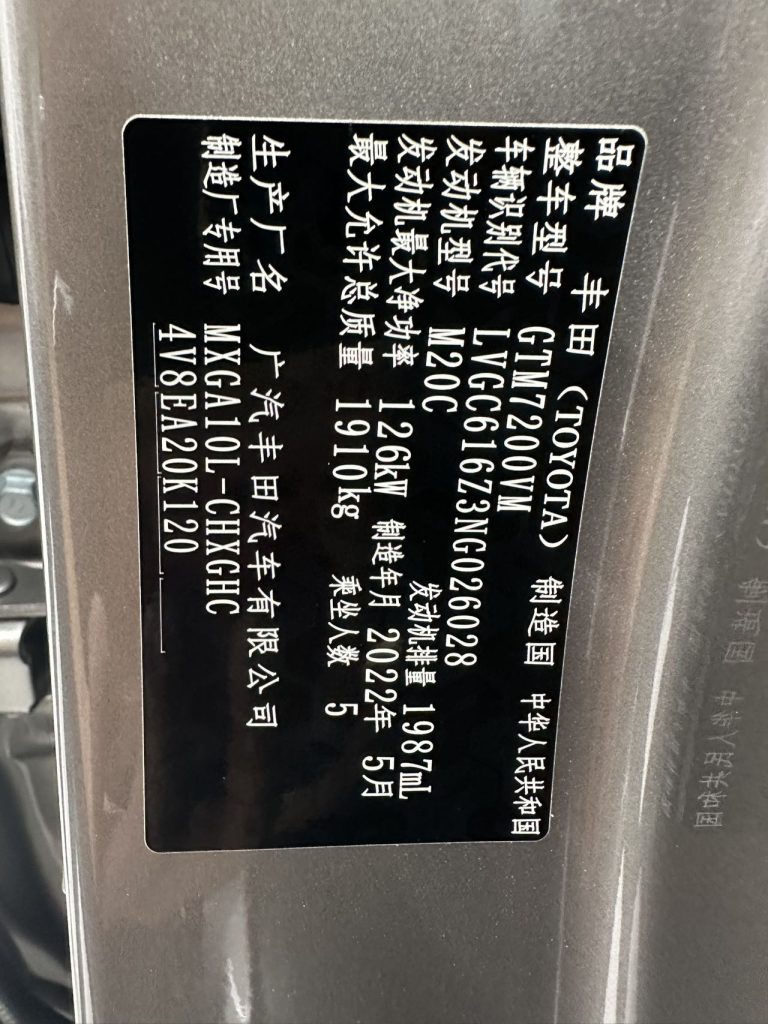 品牌 丰田 (TOYOTA) 制造国 中华人民共和国
整车型号 GTM7200VM
车辆识别代号 LVGC616Z3NG026028
发动机型号 M20C 发动机排量 1987mL
发动机最大净功率 126kW 制造年月 2022年 5月
最大允许总质量 1910kg 乘坐人数 5
生产厂名 广汽丰田汽车有限公司
制造厂专用号 MXGA10L-CHXGHC
4V8EA20K120